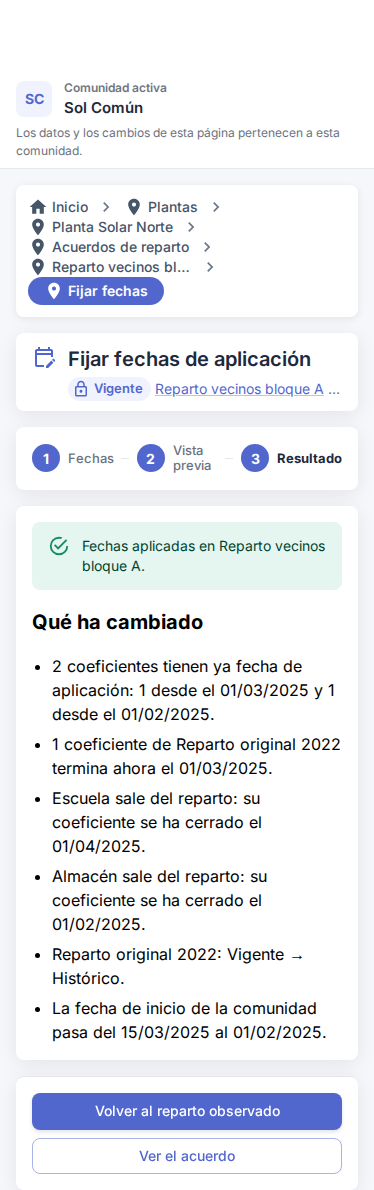 SC
Comunidad activa
Sol Común
Los datos y los cambios de esta página pertenecen a esta
comunidad.
Inicio
Plantas
Planta Solar Norte
Acuerdos de reparto
Reparto vecinos bl...
Fijar fechas
Fijar fechas de aplicación
Vigente
Reparto vecinos bloque A ...
1 Fechas
2 Vista
previa
3 Resultado
Fechas aplicadas en Reparto vecinos
bloque A.
Qué ha cambiado
• 2 coeficientes tienen ya fecha de
aplicación: 1 desde el 01/03/2025 y 1
desde el 01/02/2025.
• 1 coeficiente de Reparto original 2022
termina ahora el 01/03/2025.
• Escuela sale del reparto: su
coeficiente se ha cerrado el
01/04/2025.
• Almacén sale del reparto: su
coeficiente se ha cerrado el
01/02/2025.
• Reparto original 2022: Vigente →
Histórico.
• La fecha de inicio de la comunidad
pasa del 15/03/2025 al 01/02/2025.
Volver al reparto observado
Ver el acuerdo